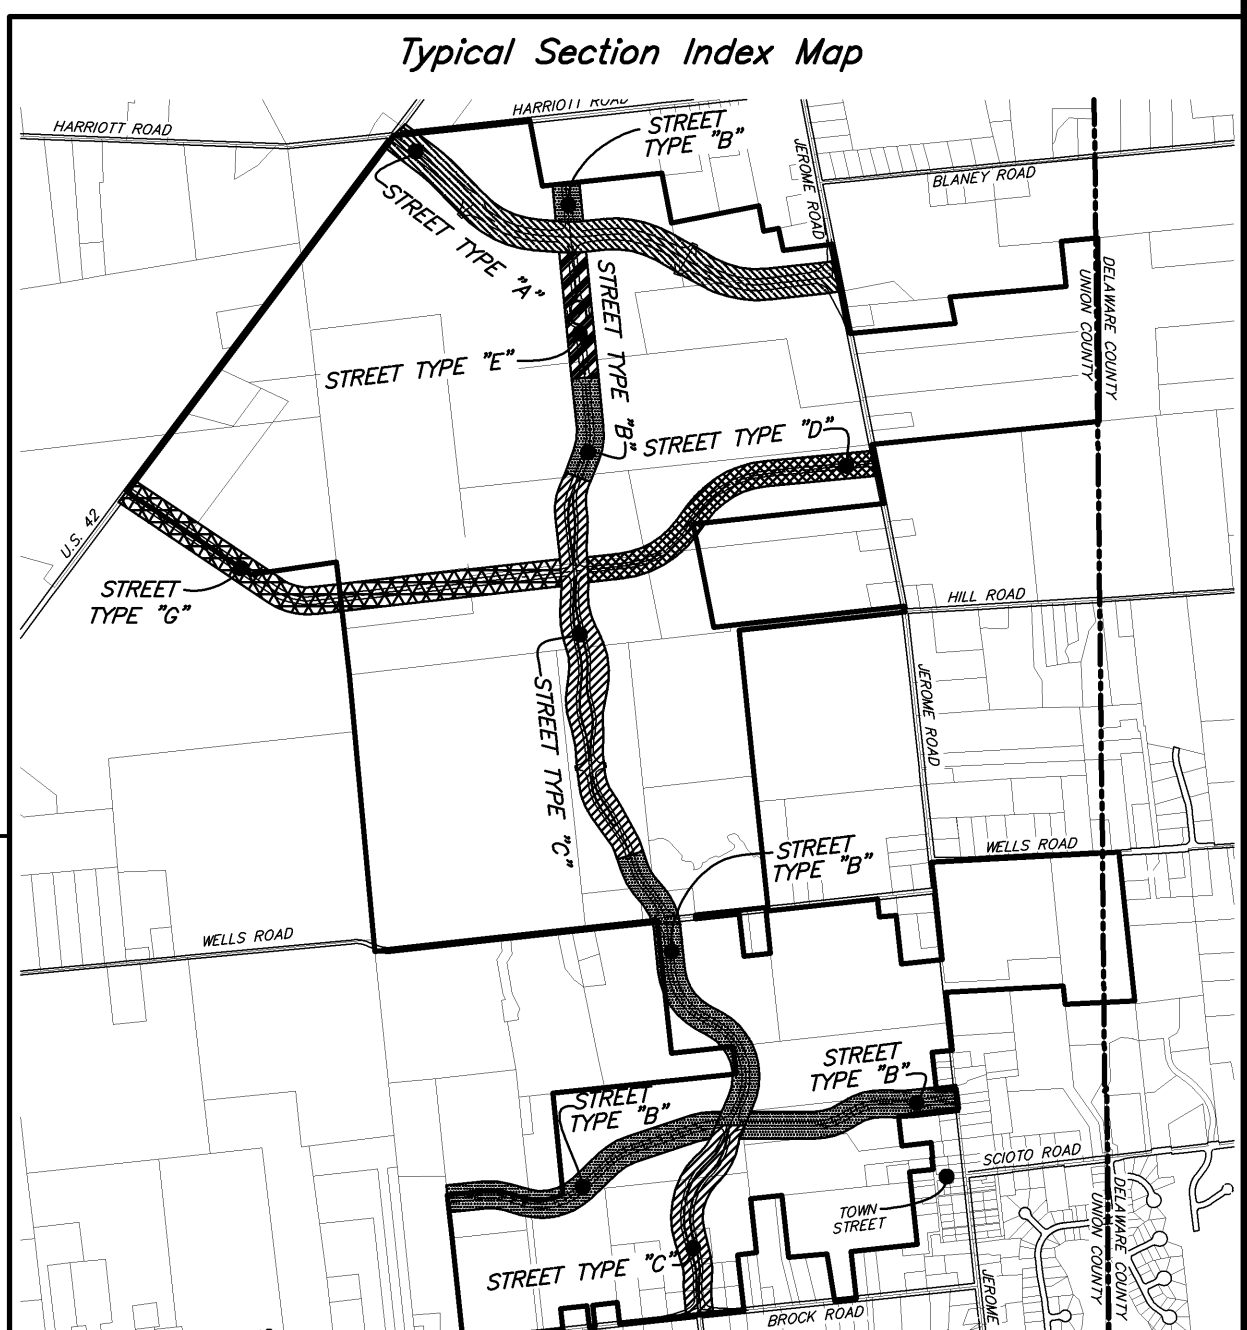 Typical Section Index Map
HARRIOTT ROAD
HARRIOTT ROAD
STREET
TYPE "B"
JEROME ROAD
BLANEY ROAD
STREET TYPE "A"
STREET TYPE "B"
DELAWARE COUNTY
UNION COUNTY
STREET TYPE "E"
STREET TYPE "D"
U.S. 42
STREET
TYPE "G"
HILL ROAD
JEROME ROAD
STREET TYPE "C"
STREET
TYPE "B"
WELLS ROAD
WELLS ROAD
STREET
TYPE "B"
STREET
TYPE "B"
SCIOTO ROAD
TOWN
STREET
DELAWARE COUNTY
UNION COUNTY
STREET TYPE "C"
JEROME
BROCK ROAD